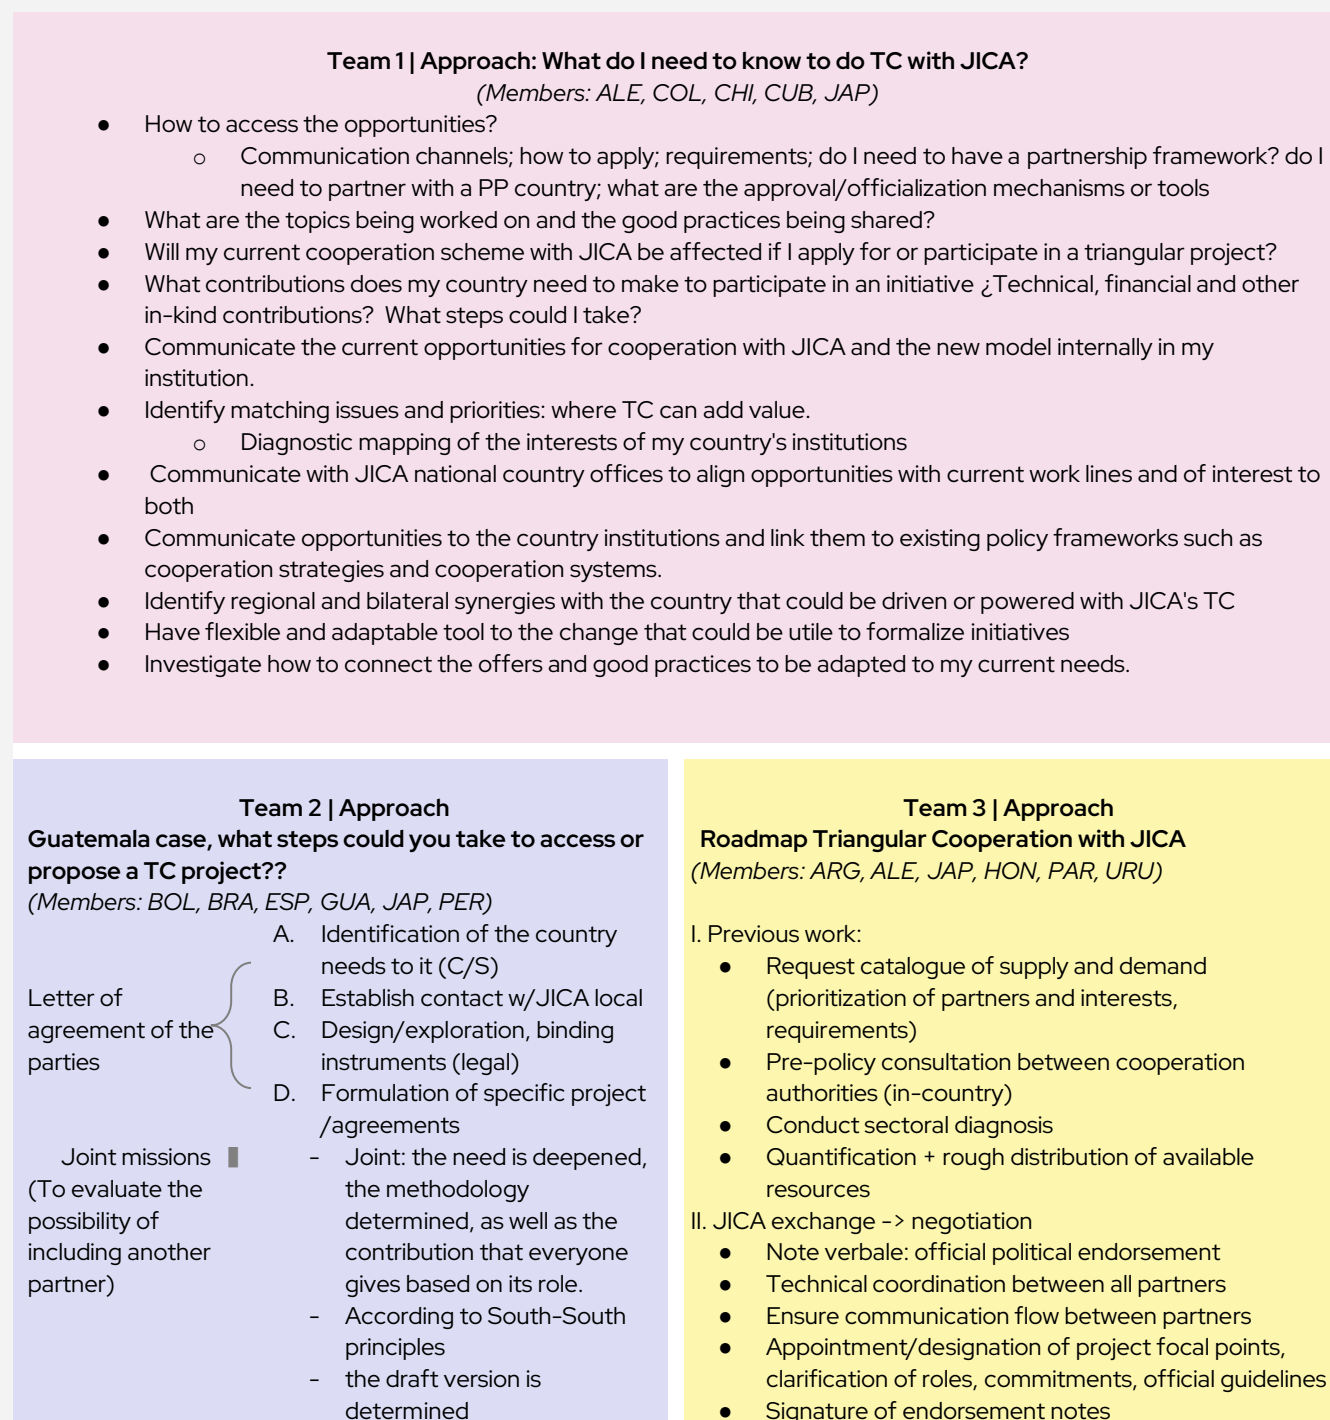 Team 1 | Approach: What do I need to know to do TC with JICA?
(Members: ALE, COL, CHI, CUB, JAP)
● How to access the opportunities?
○ Communication channels; how to apply; requirements; do I need to have a partnership framework? do I
need to partner with a PP country; what are the approval/officialization mechanisms or tools
● What are the topics being worked on and the good practices being shared?
● Will my current cooperation scheme with JICA be affected if I apply for or participate in a triangular project?
● What contributions does my country need to make to participate in an initiative ¿Technical, financial and other
in-kind contributions? What steps could I take?
● Communicate the current opportunities for cooperation with JICA and the new model internally in my
institution.
● Identify matching issues and priorities: where TC can add value.
○ Diagnostic mapping of the interests of my country's institutions
● Communicate with JICA national country offices to align opportunities with current work lines and of interest to
both
● Communicate opportunities to the country institutions and link them to existing policy frameworks such as
cooperation strategies and cooperation systems.
● Identify regional and bilateral synergies with the country that could be driven or powered with JICA's TC
● Have flexible and adaptable tool to the change that could be utile to formalize initiatives
● Investigate how to connect the offers and good practices to be adapted to my current needs.
Team 2 | Approach
Guatemala case, what steps could you take to access or
propose a TC project??
(Members: BOL, BRA, ESP, GUA, JAP, PER)
Letter of
agreement of the
parties
Joint missions
(To evaluate the
possibility of
including another
partner)
A. Identification of the country
needs to it (C/S)
B. Establish contact w/JICA local
C. Design/exploration, binding
instruments (legal)
D. Formulation of specific project
/agreements
- Joint: the need is deepened,
the methodology
determined, as well as the
contribution that everyone
gives based on its role.
- According to South-South
principles
- the draft version is
determined
Team 3 | Approach
Roadmap Triangular Cooperation with JICA
(Members: ARG, ALE, JAP, HON, PAR, URU)
I. Previous work:
● Request catalogue of supply and demand
(prioritization of partners and interests,
requirements)
● Pre-policy consultation between cooperation
authorities (in-country)
● Conduct sectoral diagnosis
● Quantification + rough distribution of available
resources
II. JICA exchange -> negotiation
● Note verbale: official political endorsement
● Technical coordination between all partners
● Ensure communication flow between partners
● Appointment/designation of project focal points,
clarification of roles, commitments, official guidelines
● Signature of endorsement notes